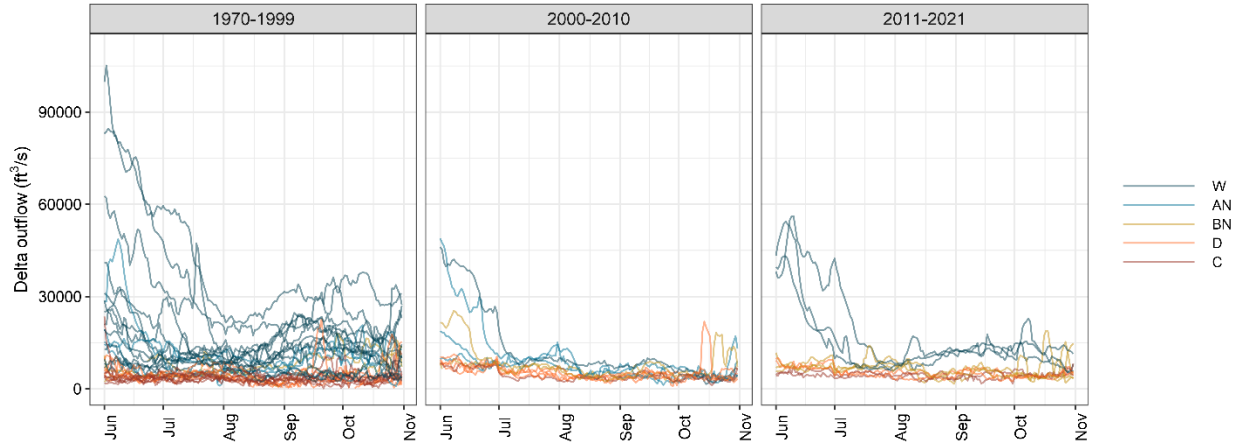 1970-1999
2000-2010
2011-2021
Delta outflow (ft³/s)
90000
60000
30000
0
Jun
Jul
Aug
Sep
Oct
Nov
Jun
Jul
Aug
Sep
Oct
Nov
Jun
Jul
Aug
Sep
Oct
Nov
W
AN
BN
D
C